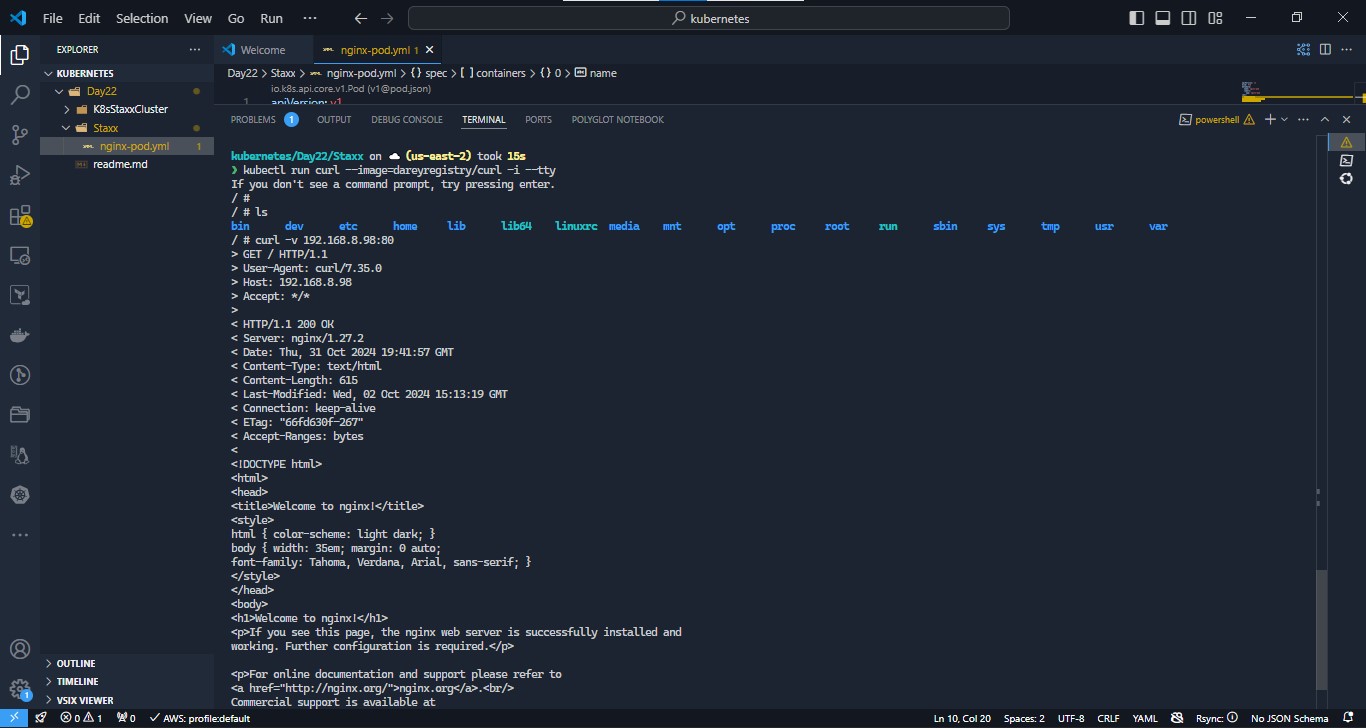 File Edit Selection View Go Run ··· kubernetes
EXPLORER ···
Welcome nginx-pod.yml 1
KUBERNETES
Day22
K8sStaxxCluster
Staxx
nginx-pod.yml 1
readme.md
OUTLINE
TIMELINE
VSIX VIEWER
Day22 > Staxx > nginx-pod.yml > {} spec > [ ] containers > {} 0 > name
io.k8s.api.core.v1.Pod (v1@pod.json)
1 apiVersion: v1
PROBLEMS 1 OUTPUT DEBUG CONSOLE TERMINAL PORTS POLYGLOT NOTEBOOK powershell
kubernetes/Day22/Staxx on ☁ (us-east-2) took 15s
❯ kubectl run curl --image=dareyregistry/curl -i --tty
If you don't see a command prompt, try pressing enter.
/ #
/ # ls
bin dev etc home lib lib64 linuxrc media mnt opt proc root run sbin sys tmp usr var
/ # curl -v 192.168.8.98:80
> GET / HTTP/1.1
> User-Agent: curl/7.35.0
> Host: 192.168.8.98
> Accept: */*
>
< HTTP/1.1 200 OK
< Server: nginx/1.27.2
< Date: Thu, 31 Oct 2024 19:41:57 GMT
< Content-Type: text/html
< Content-Length: 615
< Last-Modified: Wed, 02 Oct 2024 15:13:19 GMT
< Connection: keep-alive
< ETag: "66fd630f-267"
< Accept-Ranges: bytes
<
<!DOCTYPE html>
<html>
<head>
<title>Welcome to nginx!</title>
<style>
html { color-scheme: light dark; }
body { width: 35em; margin: 0 auto;
font-family: Tahoma, Verdana, Arial, sans-serif; }
</style>
</head>
<body>
<h1>Welcome to nginx!</h1>
<p>If you see this page, the nginx web server is successfully installed and
working. Further configuration is required.</p>
<p>For online documentation and support please refer to
<a href="http://nginx.org/">nginx.org</a>.<br/>
Commercial support is available at
1
0 1 0 AWS: profile:default Ln 10, Col 20 Spaces: 2 UTF-8 CRLF YAML Rsync: No JSON Schema